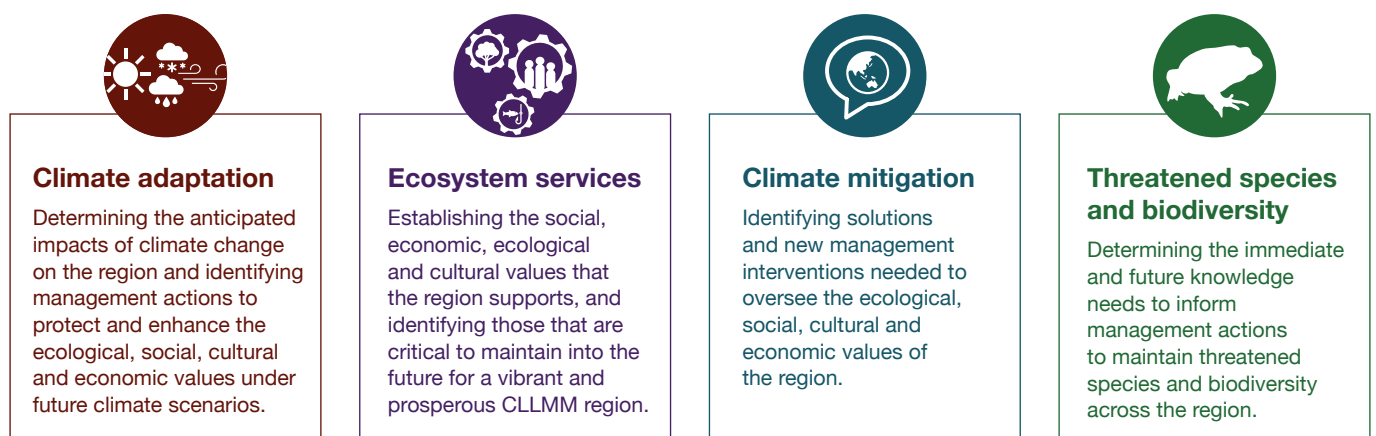 Climate adaptation
Determining the anticipated
impacts of climate change
on the region and identifying
management actions to
protect and enhance the
ecological, social, cultural
and economic values under
future climate scenarios.
Ecosystem services
Establishing the social,
economic, ecological
and cultural values that
the region supports, and
identifying those that are
critical to maintain into the
future for a vibrant and
prosperous CLLMM region.
Climate mitigation
Identifying solutions
and new management
interventions needed to
oversee the ecological,
social, cultural and
economic values of
the region.
Threatened species
and biodiversity
Determining the immediate
and future knowledge
needs to inform
management actions
to maintain threatened
species and biodiversity
across the region.